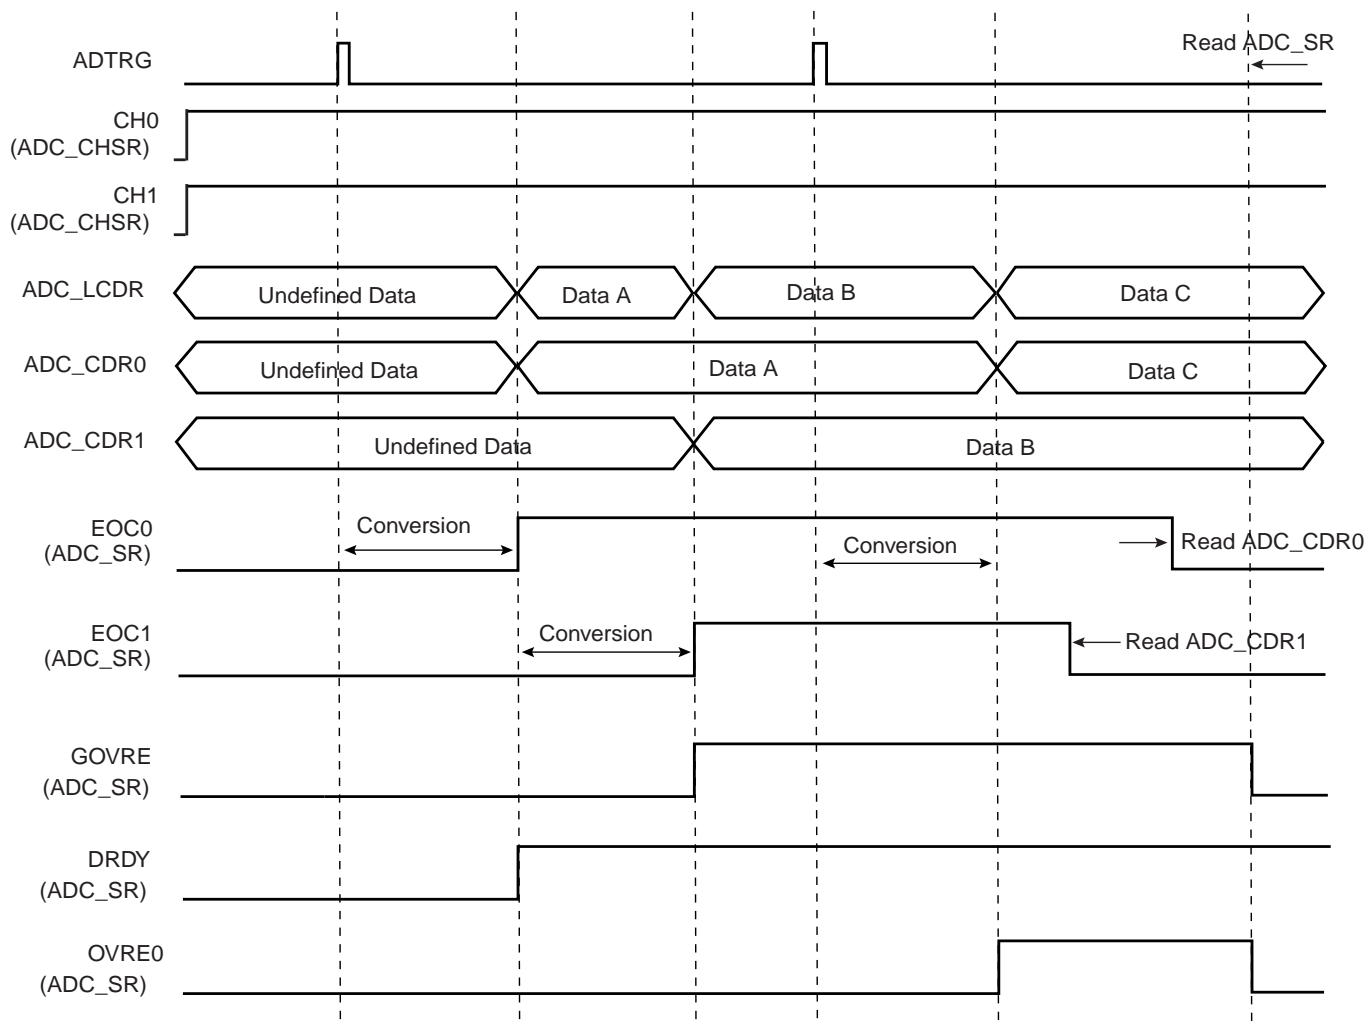 ADTRG
Read ADC_SR
CH0
(ADC_CHSR)
CH1
(ADC_CHSR)
ADC_LCDR
Undefined Data
Data A
Data B
Data C
ADC_CDR0
Undefined Data
Data A
Data C
ADC_CDR1
Undefined Data
Data B
EOC0
(ADC_SR)
Conversion
Conversion
Read ADC_CDR0
EOC1
(ADC_SR)
Conversion
Read ADC_CDR1
GOVRE
(ADC_SR)
DRDY
(ADC_SR)
OVRE0
(ADC_SR)